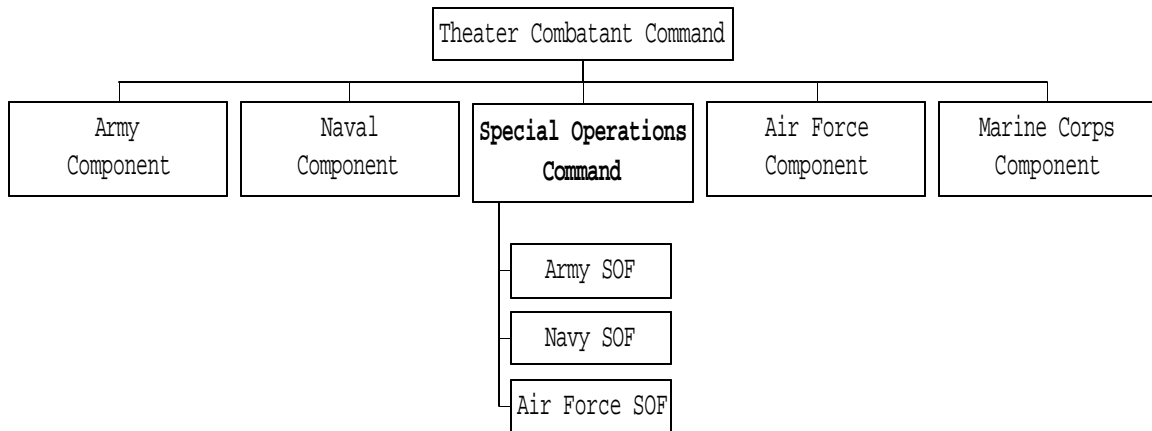 Theater Combatant Command
Army
Component
Naval
Component
Special Operations
Command
Air Force
Component
Marine Corps
Component
Army SOF
Navy SOF
Air Force SOF